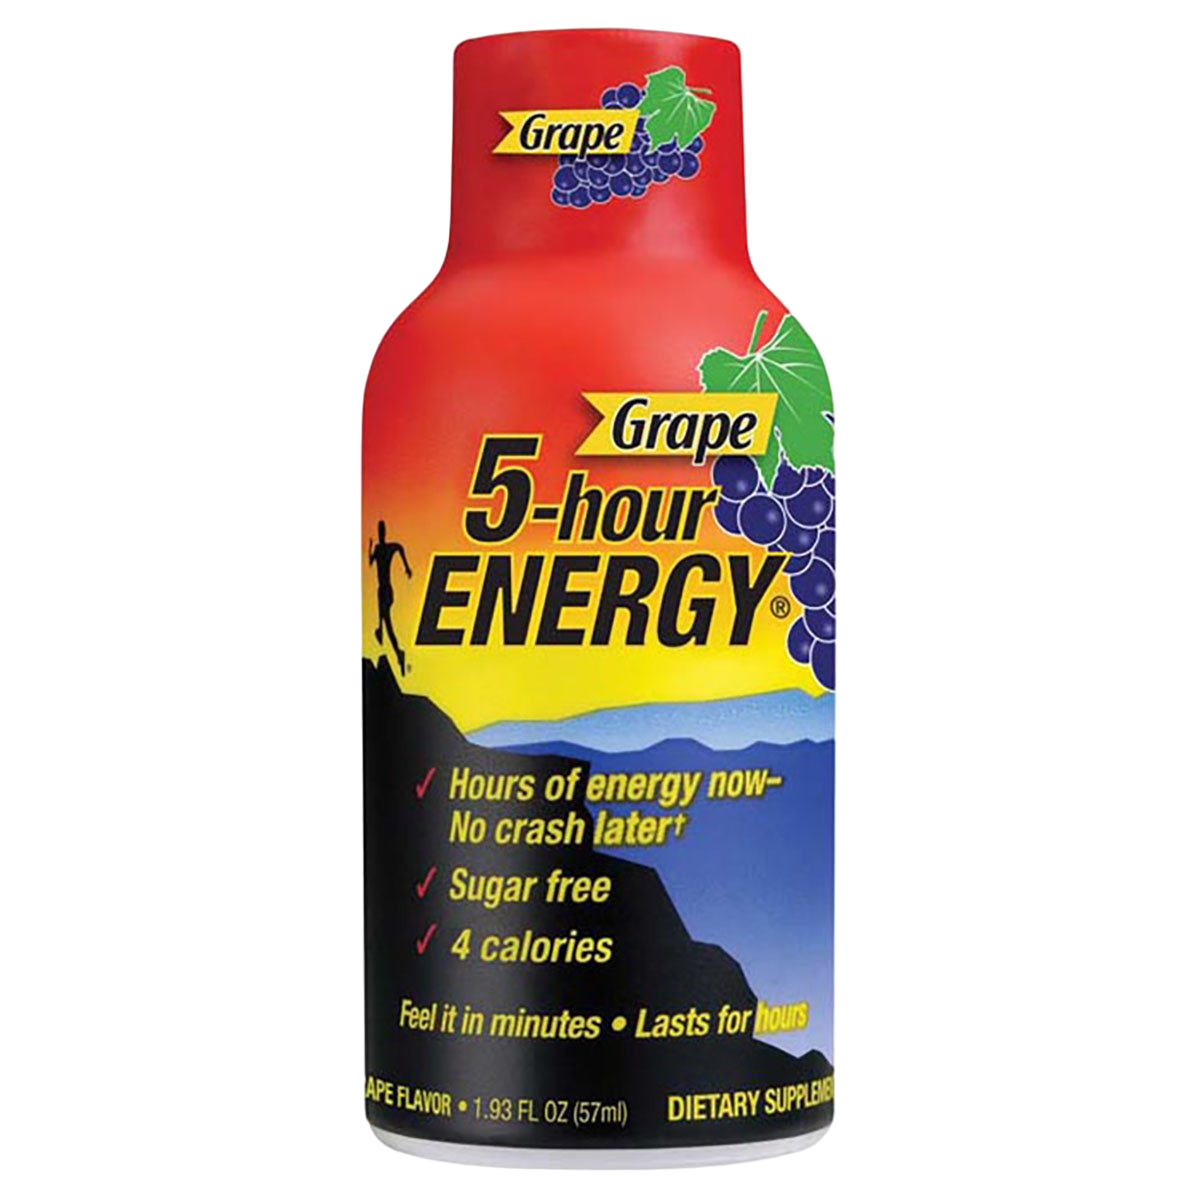 Grape
Grape
5-hour
ENERGY®
✓ Hours of energy now–
No crash later†
✓ Sugar free
✓ 4 calories
Feel it in minutes • Lasts for hours
APE FLAVOR • 1.93 FL OZ (57ml)
DIETARY SUPPLEMEN